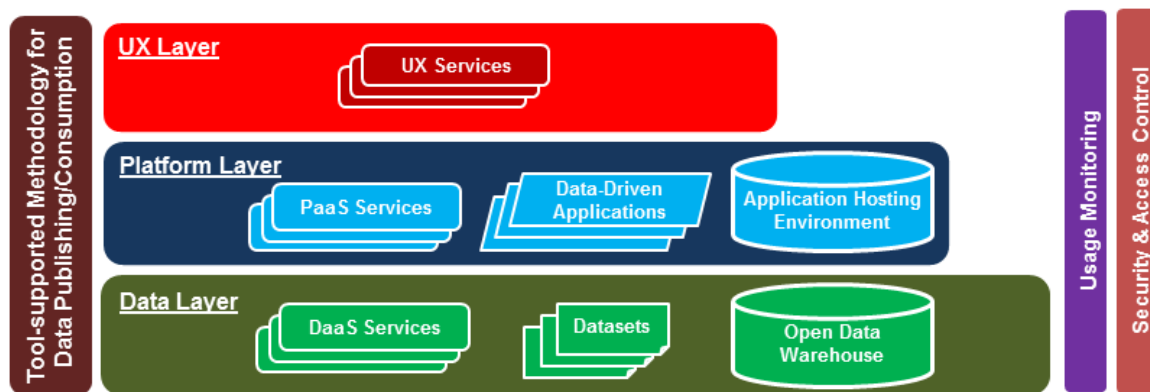 Tool-supported Methodology for
Data Publishing/Consumption
UX Layer
UX Services
Platform Layer
PaaS Services
Data-Driven
Applications
Application Hosting
Environment
Data Layer
DaaS Services
Datasets
Open Data
Warehouse
Usage Monitoring
Security & Access Control